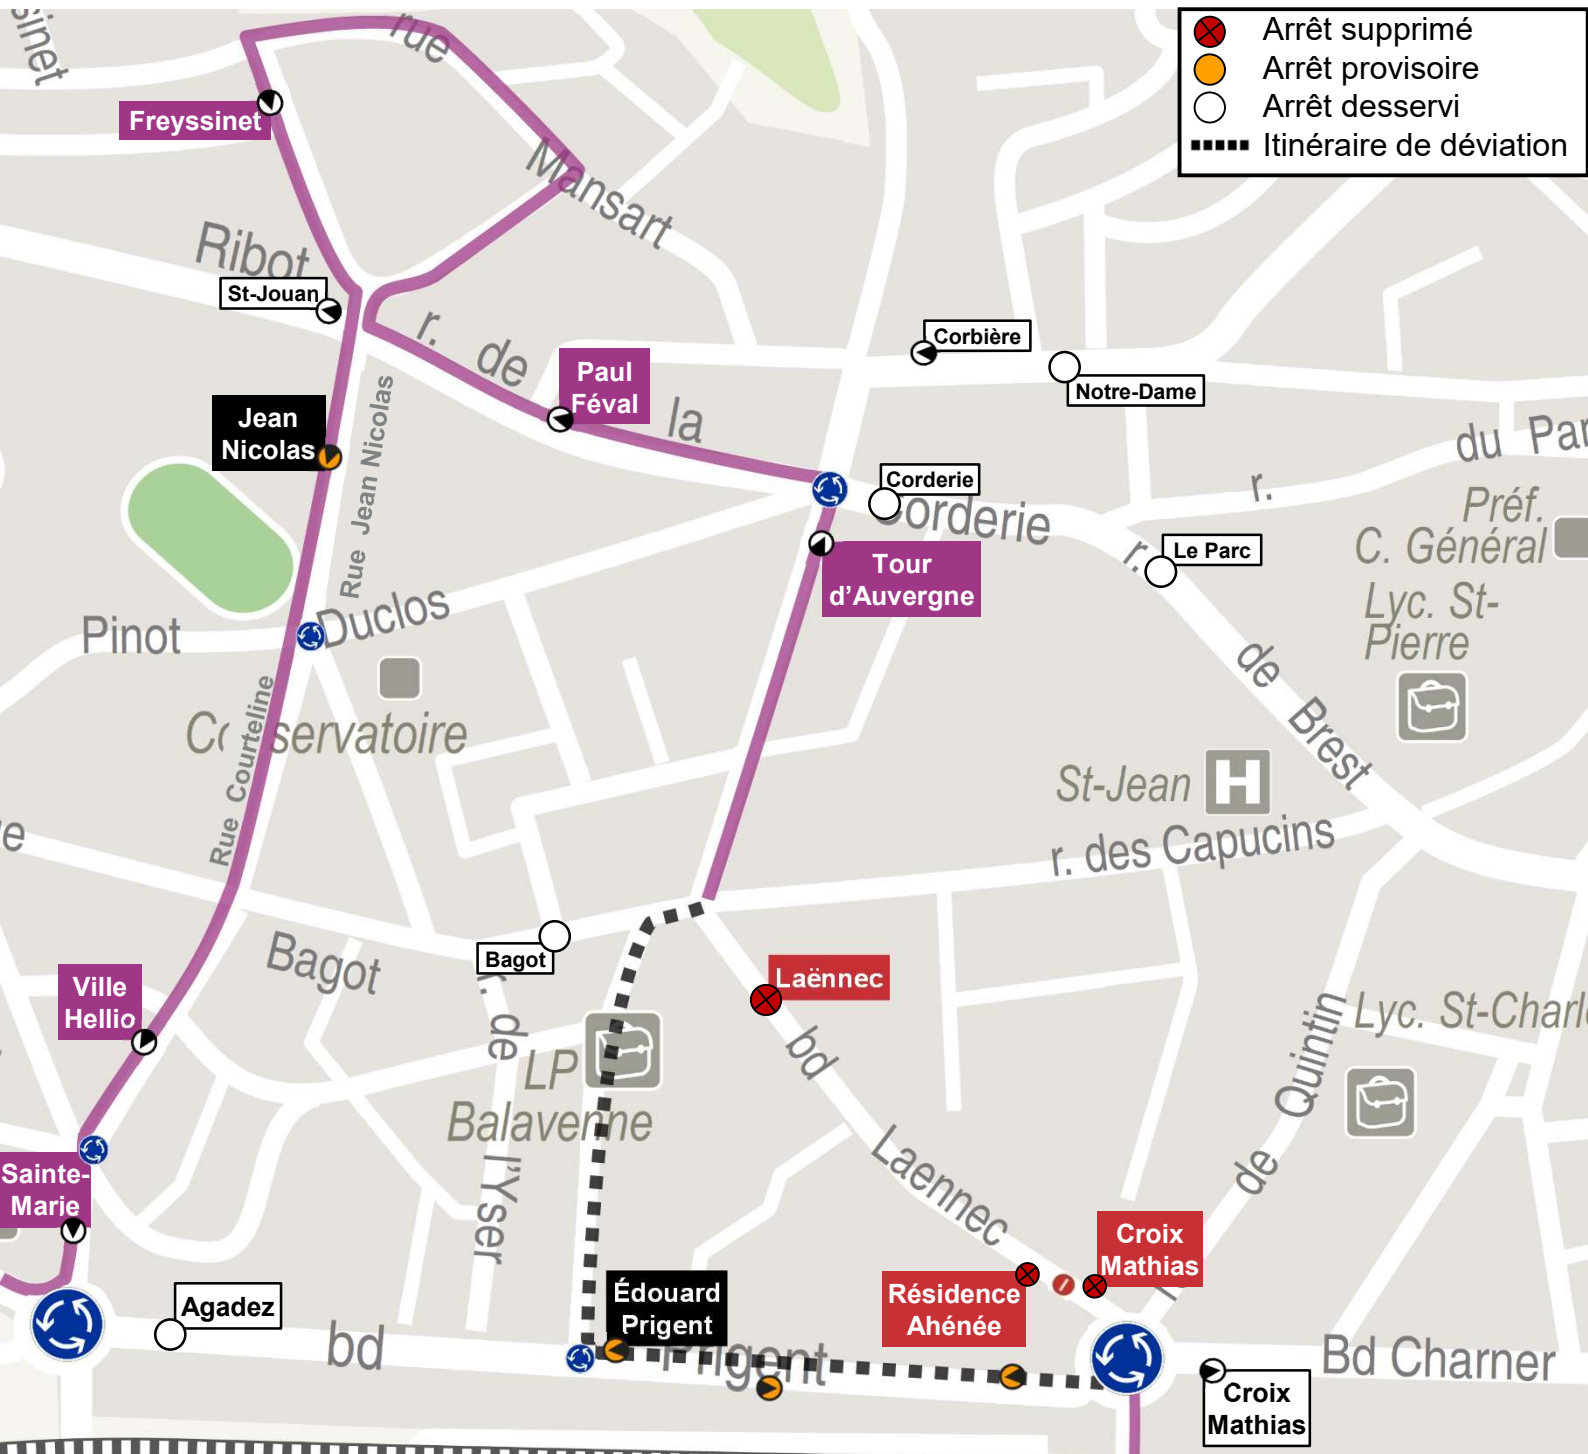 Arrêt supprimé
Arrêt provisoire
Arrêt desservi
Itinéraire de déviation
sinet
rue
Freyssinet
Mansart
Ribot
St-Jouan
r. de
la
Corderie
Paul
Féval
Corbière
Notre-Dame
Jean
Nicolas
Rue Jean Nicolas
Corderie
du Par
r.
Préf.
C. Général
Lyc. St-
Pierre
Tour
d'Auvergne
r.
Le Parc
de Brest
Pinot
Duclos
Conservatoire
Rue Courteline
St-Jean
H
r. des Capucins
e
Bagot
Bagot
Laënnec
Ville
Hellio
r. de
l'Yser
LP
Balavenne
bd
Laennec
de Quintin
Lyc. St-Charle
Sainte-
Marie
Croix
Mathias
Résidence
Ahénée
Édouard
Prigent
Agadez
bd
Prigent
Bd Charner
Croix
Mathias